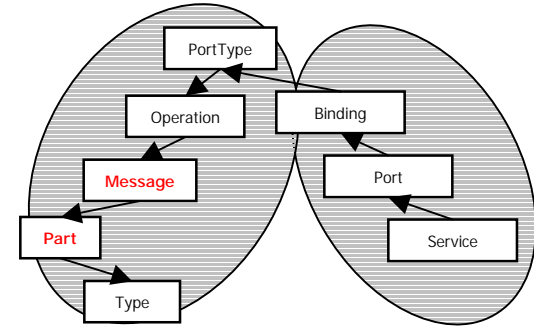 PortType
Operation
Binding
Message
Port
Part
Service
Type